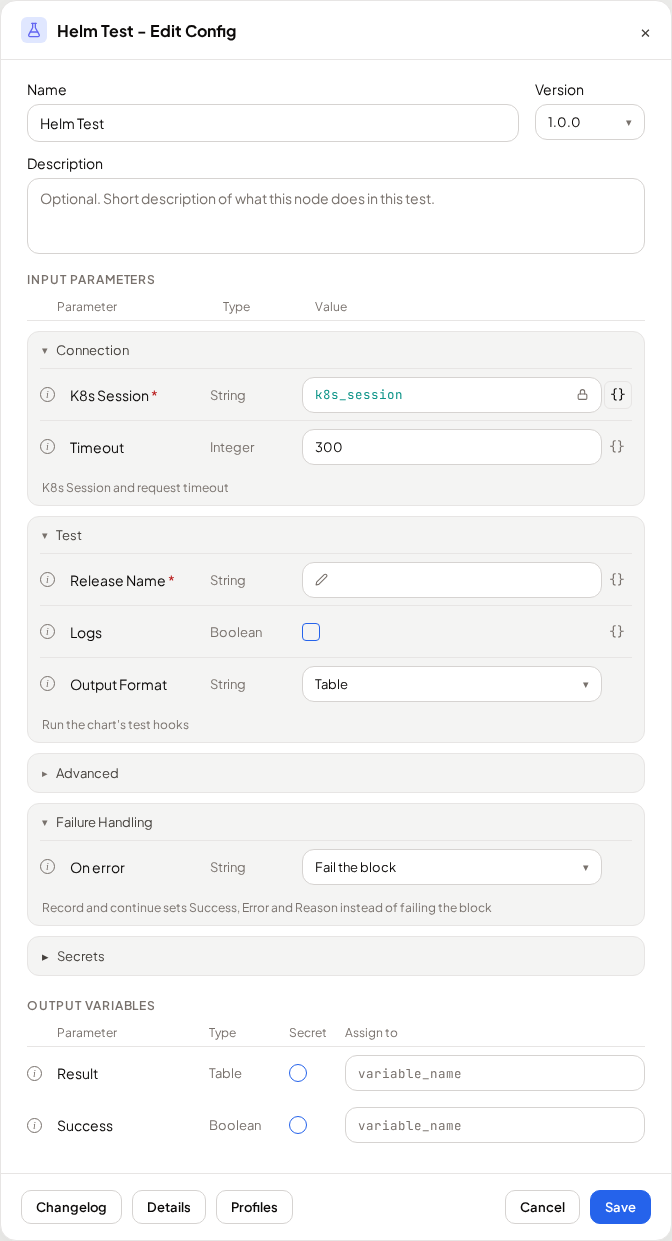 Helm Test - Edit Config
×
Name
Version
Helm Test
1.0.0
Description
Optional. Short description of what this node does in this test.
INPUT PARAMETERS
Parameter Type Value
Connection
K8s Session * String k8s_session {}
Timeout Integer 300 {}
K8s Session and request timeout
Test
Release Name * String {}
Logs Boolean {}
Output Format String Table
Run the chart's test hooks
Advanced
Failure Handling
On error String Fail the block
Record and continue sets Success, Error and Reason instead of failing the block
Secrets
OUTPUT VARIABLES
Parameter Type Secret Assign to
Result Table variable_name
Success Boolean variable_name
Changelog Details Profiles Cancel Save